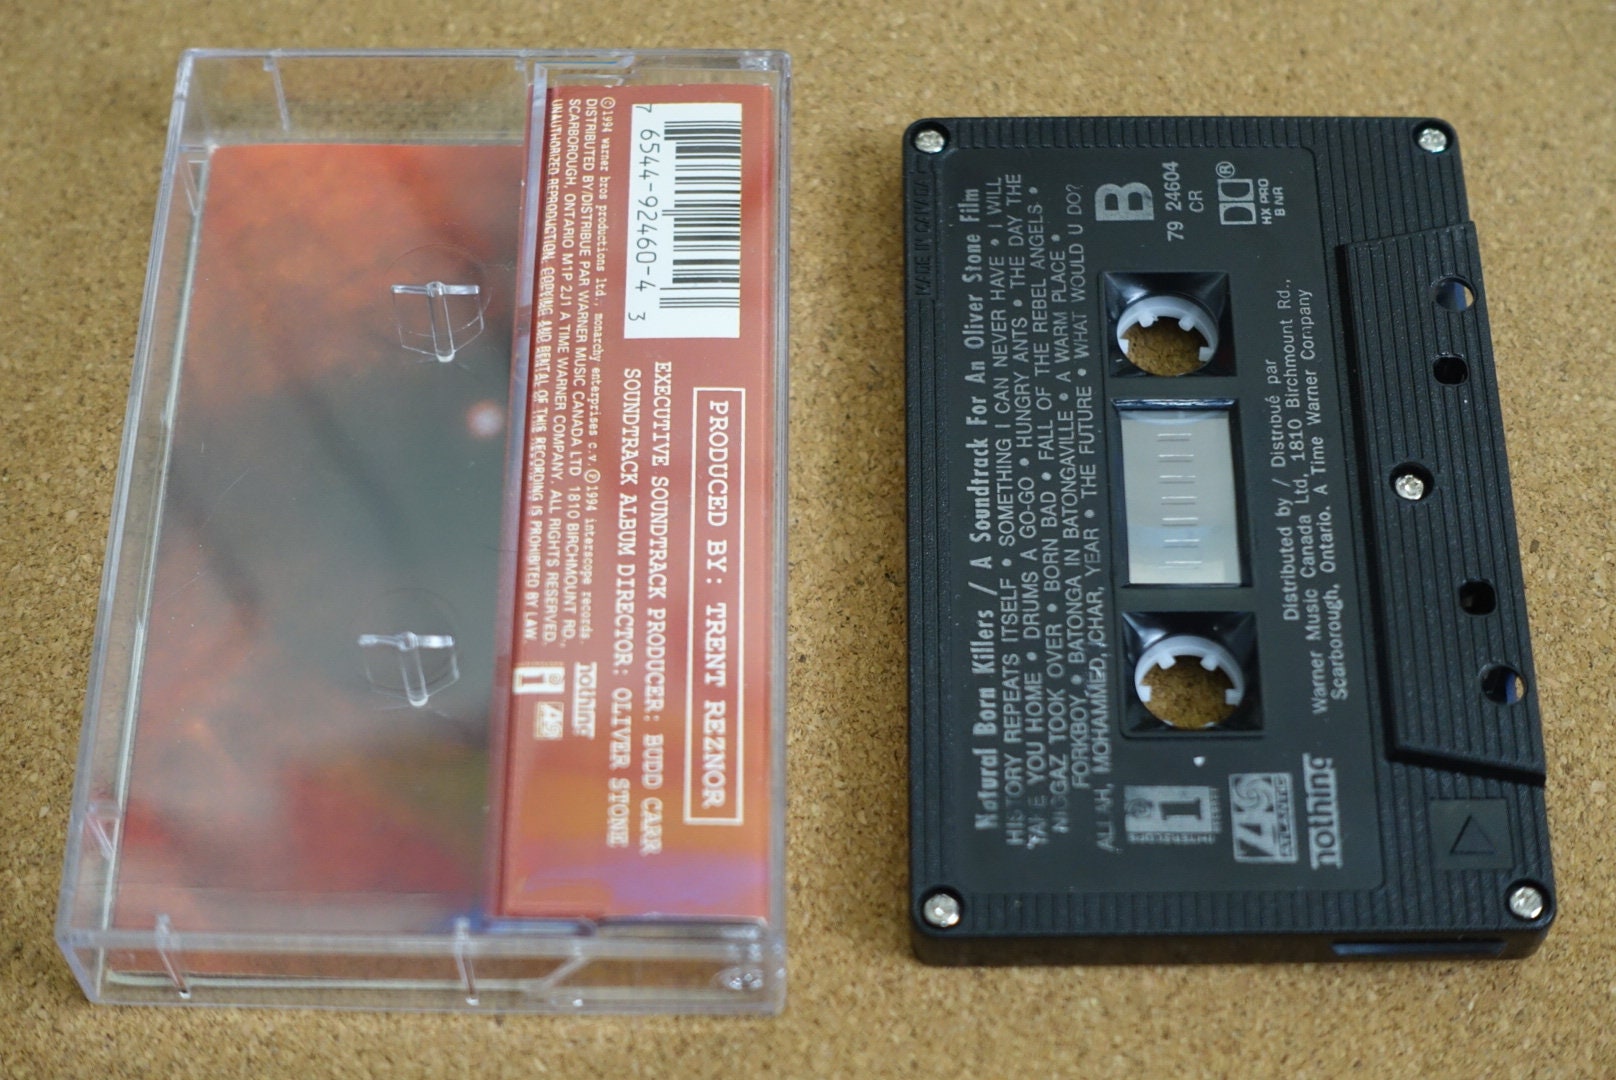 7 6544-92460-4 3
PRODUCED BY: TRENT REZNOR
EXECUTIVE SOUNDTRACK PRODUCER: BUDD CARR
SOUNDTRACK ALBUM DIRECTOR: OLIVER STONE
©1994 warner bros productions ltd., monarchy enterprises c.v. ℗1994 interscope records.
DISTRIBUTED BY/DISTRIBUE PAR WARNER MUSIC CANADA LTD 1810 BIRCHMOUNT RD.,
SCARBOROUGH, ONTARIO M1P 2J1 A TIME WARNER COMPANY. ALL RIGHTS RESERVED.
UNAUTHORIZED REPRODUCTION, COPYING AND RENTAL OF THIS RECORDING IS PROHIBITED BY LAW.
nothing
MADE IN CANADA
Natural Born Killers / A Soundtrack For An Oliver Stone Film
HISTORY REPEATS ITSELF • SOMETHING I CAN NEVER HAVE • I WILL
TAKE YOU HOME • DRUMS A GO-GO • HUNGRY ANTS • THE DAY THE
NIGGAZ TOOK OVER • BORN BAD • FALL OF THE REBEL ANGELS •
FORKBOY • BATONGA IN BATONGAVILLE • A WARM PLACE •
ALLAH, MOHAMMED, CHAR, YEAR • THE FUTURE • WHAT WOULD U DO?
B
79 24604
CR
HX PRO
B NR
INTERSCOPE
ATLANTIC
nothing
Distributed by / Distribué par
Warner Music Canada Ltd, 1810 Birchmount Rd.,
Scarborough, Ontario. A Time Warner Company